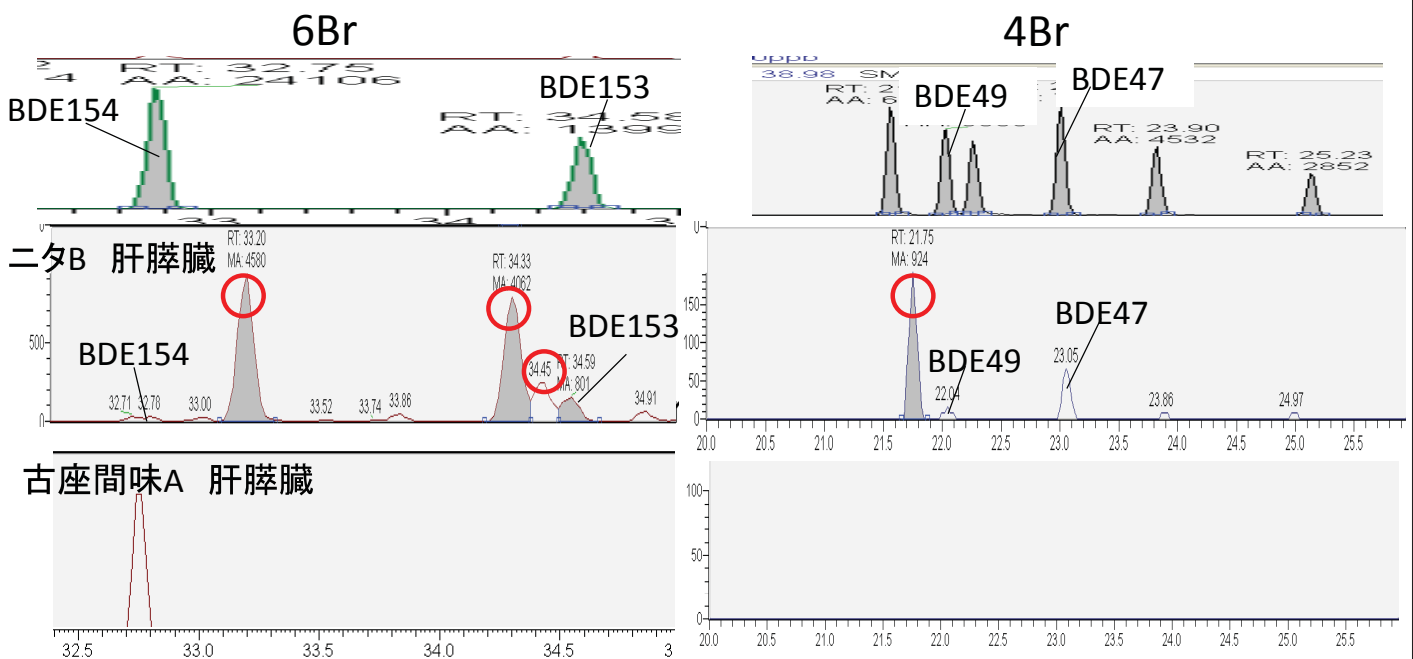 6Br
4Br
RT: 32.75
AA: 24106
BDE154
BDE153
RT: 34.58
AA: 1399
38.98
BDE49
BDE47
RT: 23.90
AA: 4532
RT: 25.23
AA: 2852
ニタB 肝膵臓
RT: 33.20
MA: 4580
RT: 34.33
MA: 4062
BDE153
BDE154
34.45
RT: 34.59
MA: 801
32.71
32.78
33.00
33.52
33.74
33.86
34.91
500
0
RT: 21.75
MA: 924
BDE47
BDE49
22.04
23.05
23.86
24.97
150
100
50
0
20.0 20.5 21.0 21.5 22.0 22.5 23.0 23.5 24.0 24.5 25.0 25.5
古座間味A 肝膵臓
32.5 33.0 33.5 34.0 34.5 3
100
50
0
20.0 20.5 21.0 21.5 22.0 22.5 23.0 23.5 24.0 24.5 25.0 25.5